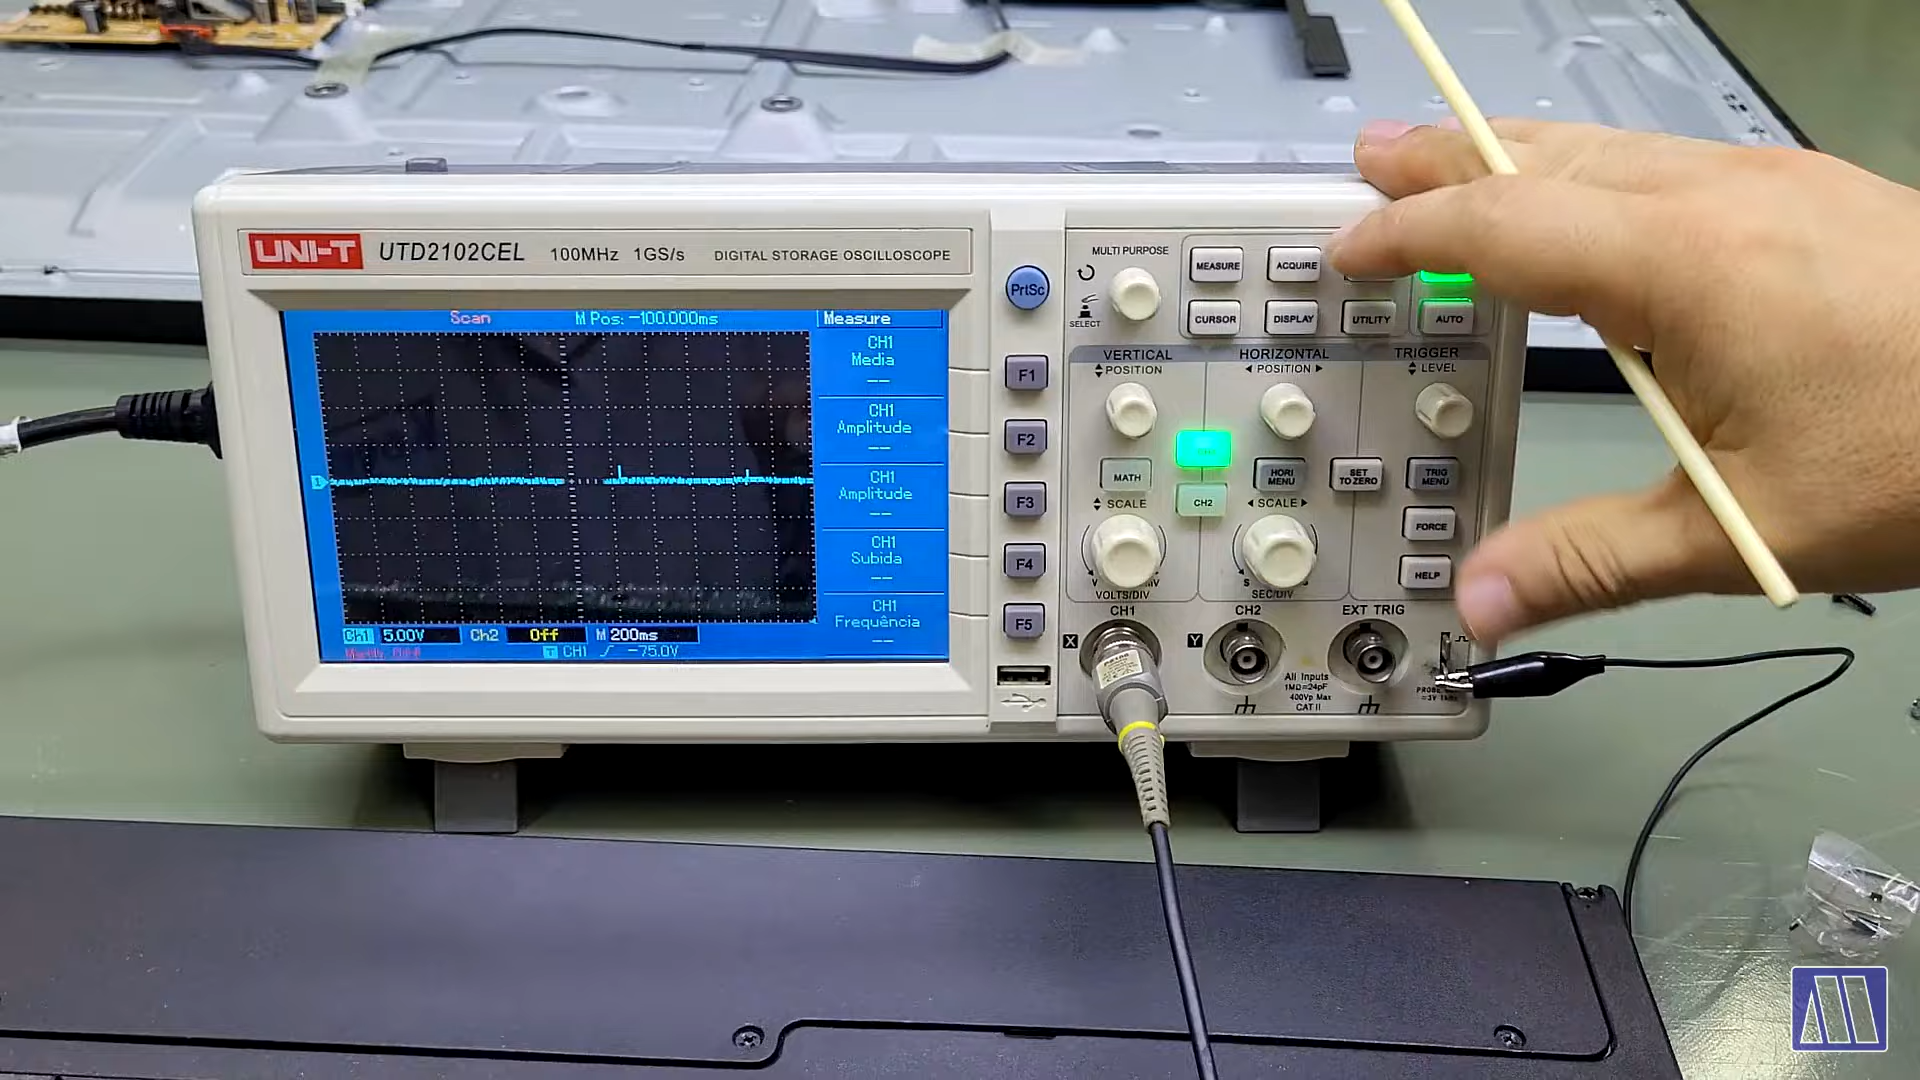 UNI-T UTD2102CEL 100MHz 1GS/s DIGITAL STORAGE OSCILLOSCOPE
Scan M Pos: -100.000ms Measure
CH1
Media
--
CH1
Amplitude
--
CH1
Amplitude
--
CH1
Subida
--
CH1
Frequência
--
1
Ch1 5.00V Ch2 Off M 200ms
T CH1 -75.0V
PrtSc
F1
F2
F3
F4
F5
MULTI PURPOSE
SELECT
MEASURE ACQUIRE
CURSOR DISPLAY UTILITY AUTO
VERTICAL HORIZONTAL TRIGGER
POSITION POSITION LEVEL
MATH HORI MENU SET TO ZERO TRIG MENU
CH2
SCALE SCALE
FORCE
HELP
VOLTS/DIV SEC/DIV
CH1 CH2 EXT TRIG
X Y
All Inputs
1MΩ=24pF
400Vp Max
CAT II